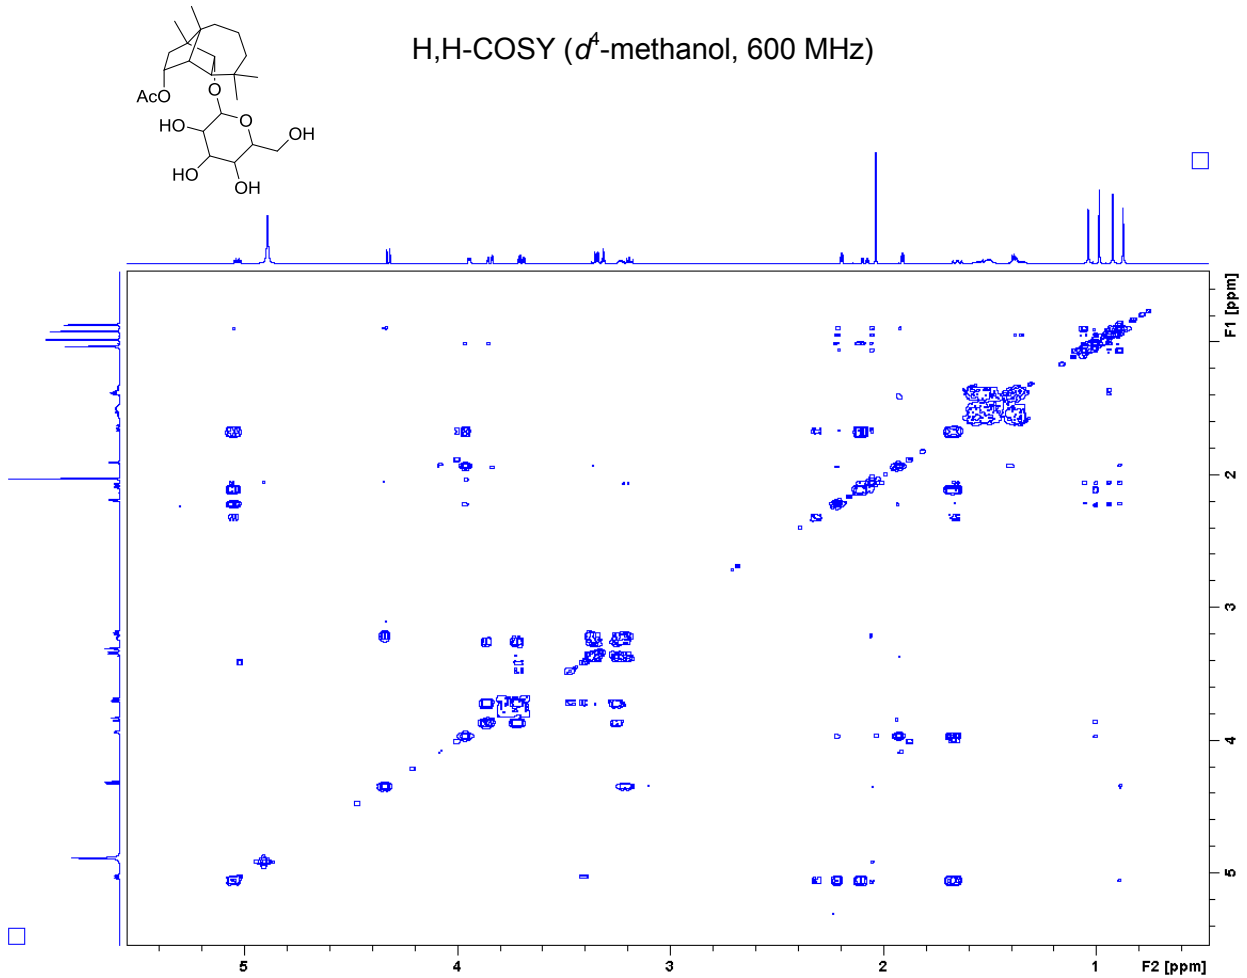 H,H-COSY (d⁴-methanol, 600 MHz)
AcO
O
O
HO
OH
HO
OH
F1 [ppm]
1
2
3
4
5
5
4
3
2
1
F2 [ppm]